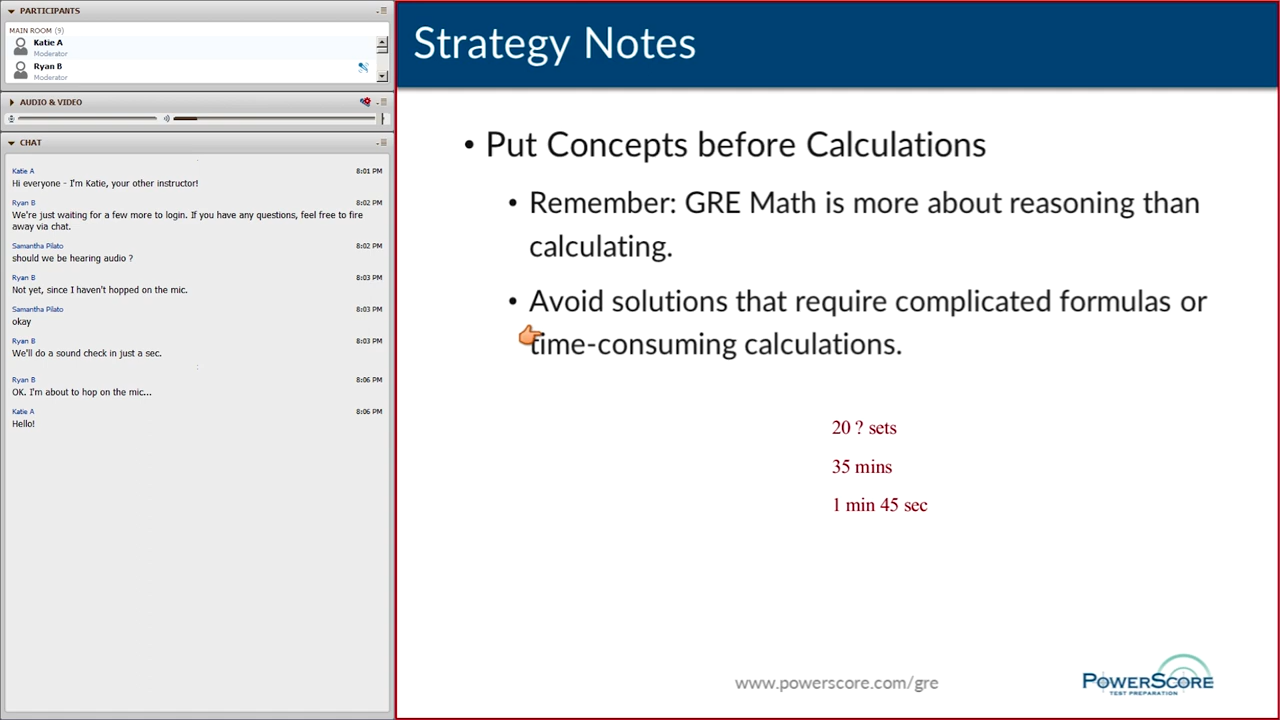 PARTICIPANTS
MAIN ROOM (9)
Katie A
Moderator
Ryan B
Moderator
AUDIO & VIDEO
CHAT
Katie A 8:01 PM
Hi everyone - I'm Katie, your other instructor!
Ryan B 8:02 PM
We're just waiting for a few more to login. If you have any questions, feel free to fire
away via chat.
Samantha Pilato 8:02 PM
should we be hearing audio ?
Ryan B 8:03 PM
Not yet, since I haven't hopped on the mic.
Samantha Pilato 8:03 PM
okay
Ryan B 8:03 PM
We'll do a sound check in just a sec.
Ryan B 8:06 PM
OK. I'm about to hop on the mic...
Katie A 8:06 PM
Hello!
Strategy Notes
• Put Concepts before Calculations
• Remember: GRE Math is more about reasoning than
calculating.
• Avoid solutions that require complicated formulas or
time-consuming calculations.
20 ? sets
35 mins
1 min 45 sec
www.powerscore.com/gre
POWERSCORE
TEST PREPARATION